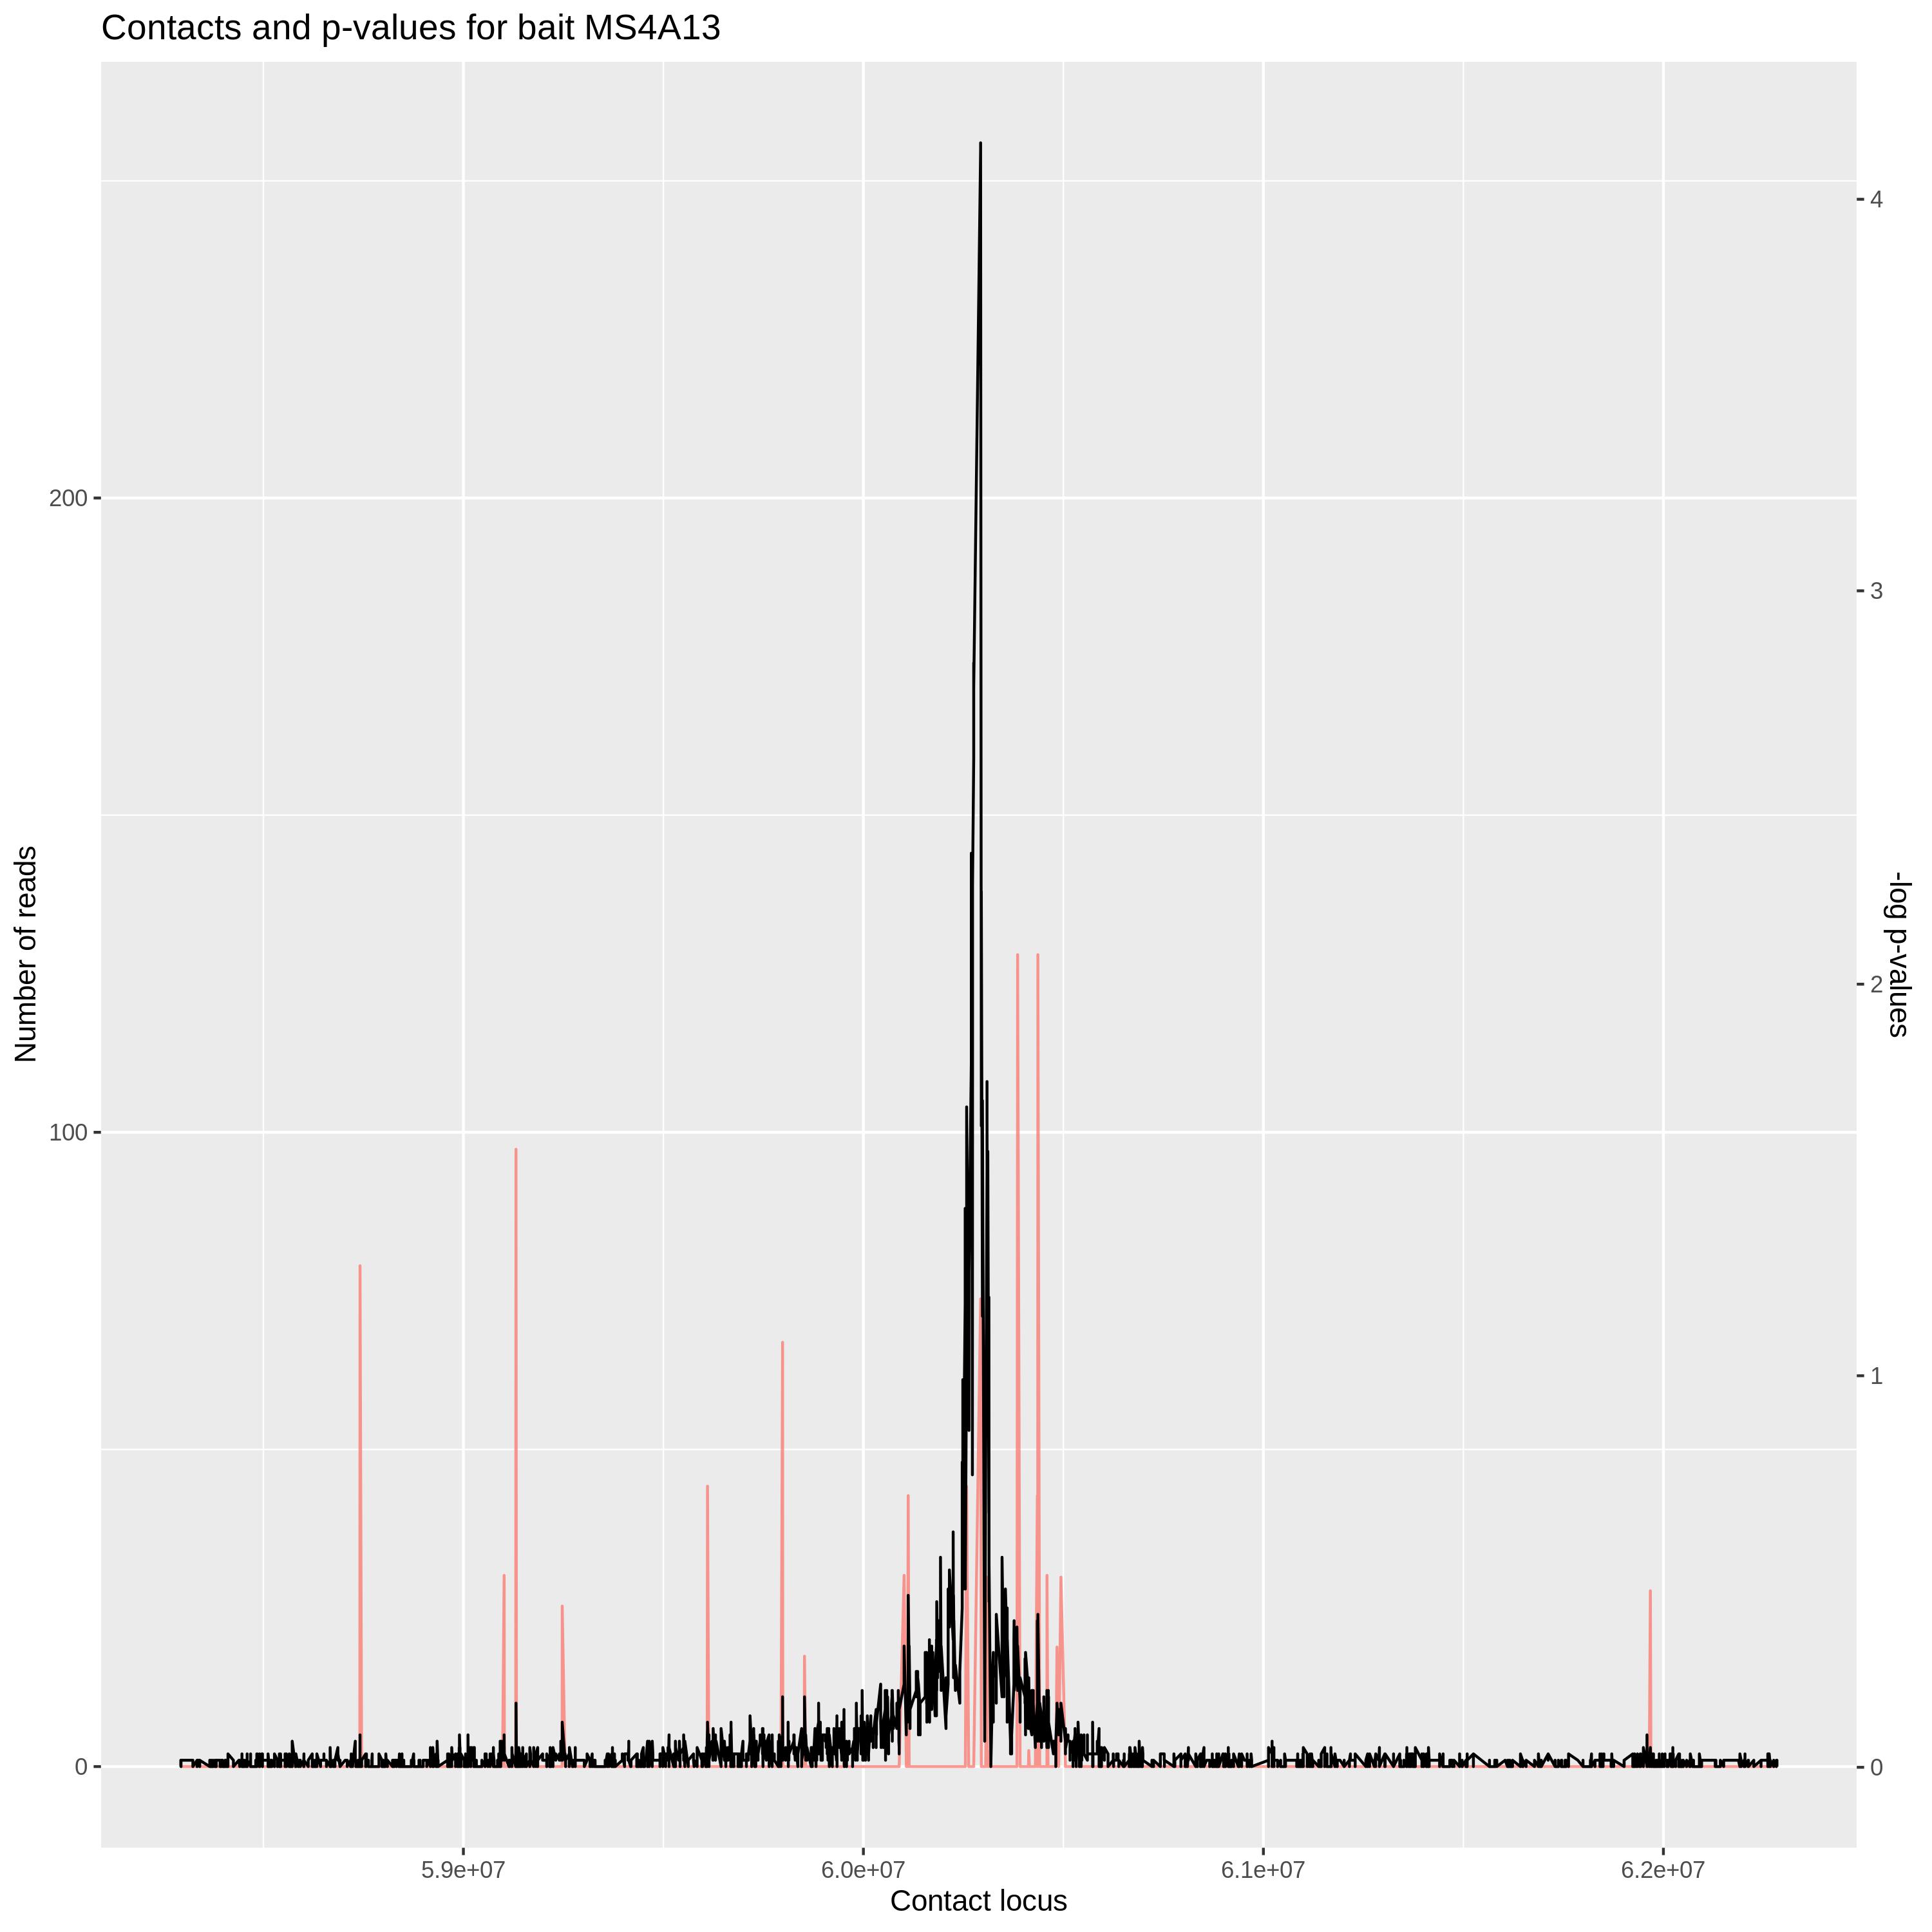 Contacts and p-values for bait MS4A13
200
100
0
Number of reads
4
3
2
1
0
-log p-values
5.9e+07
6.0e+07
6.1e+07
6.2e+07
Contact locus